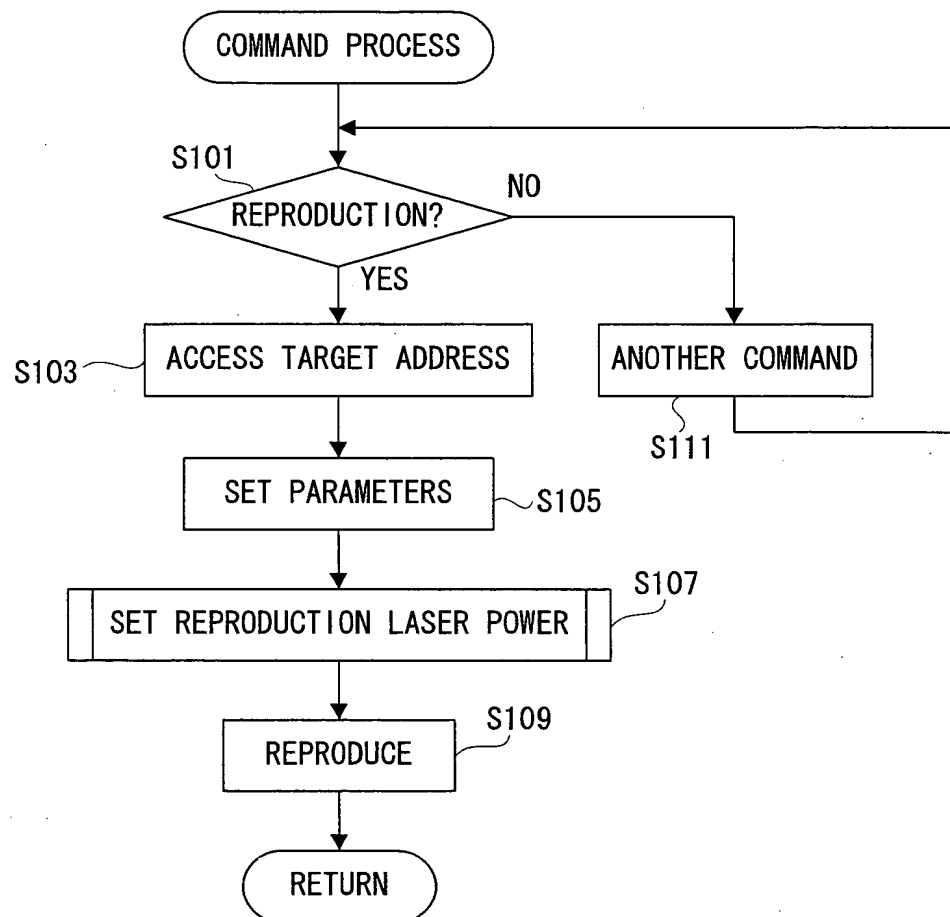 COMMAND PROCESS
S101
REPRODUCTION?
NO
YES
S103
ACCESS TARGET ADDRESS
ANOTHER COMMAND
S111
SET PARAMETERS
S105
S107
SET REPRODUCTION LASER POWER
S109
REPRODUCE
RETURN